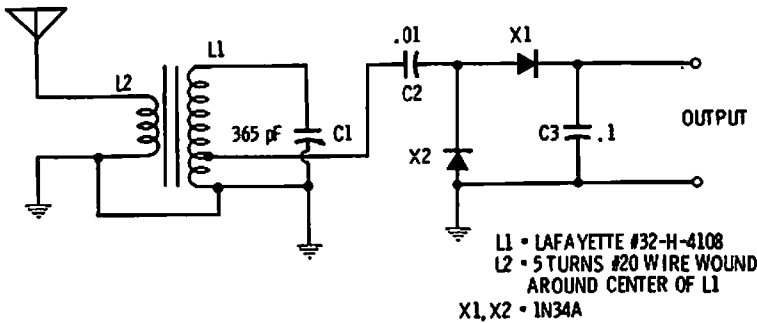 L2
L1
365 pF
C1
.01
C2
X1
X2
C3
.1
OUTPUT
L1 = LAFAYETTE #32-H-4108
L2 = 5 TURNS #20 WIRE WOUND
AROUND CENTER OF L1
X1, X2 = 1N34A